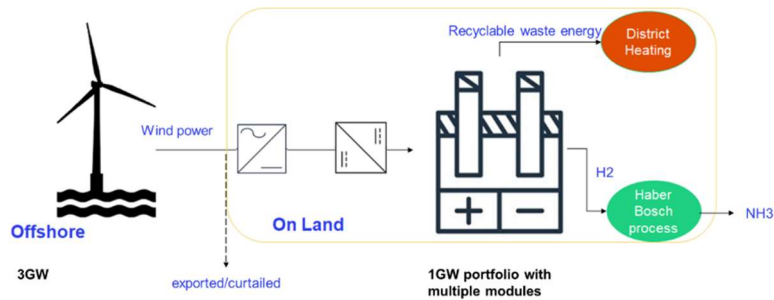 Recyclable waste energy
District
Heating
Wind power
H2
Haber
Bosch
process
NH3
Offshore
On Land
3GW
exported/curtailed
1GW portfolio with
multiple modules